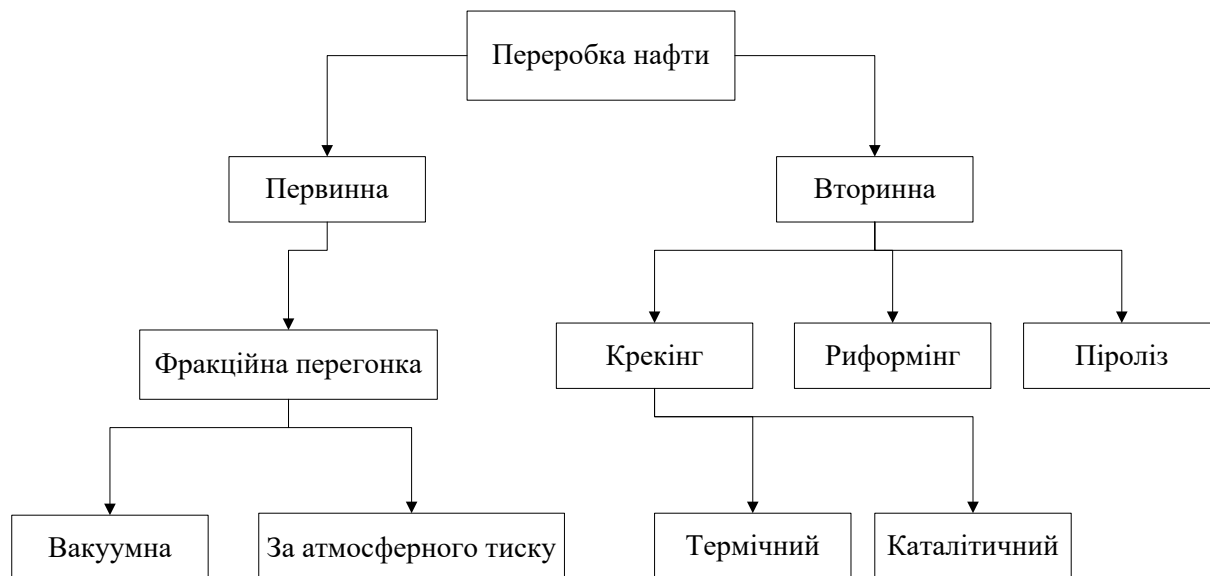 Переробка нафти
Первинна
Вторинна
Фракційна перегонка
Крекінг
Риформінг
Піроліз
Вакуумна
За атмосферного тиску
Термічний
Каталітичний